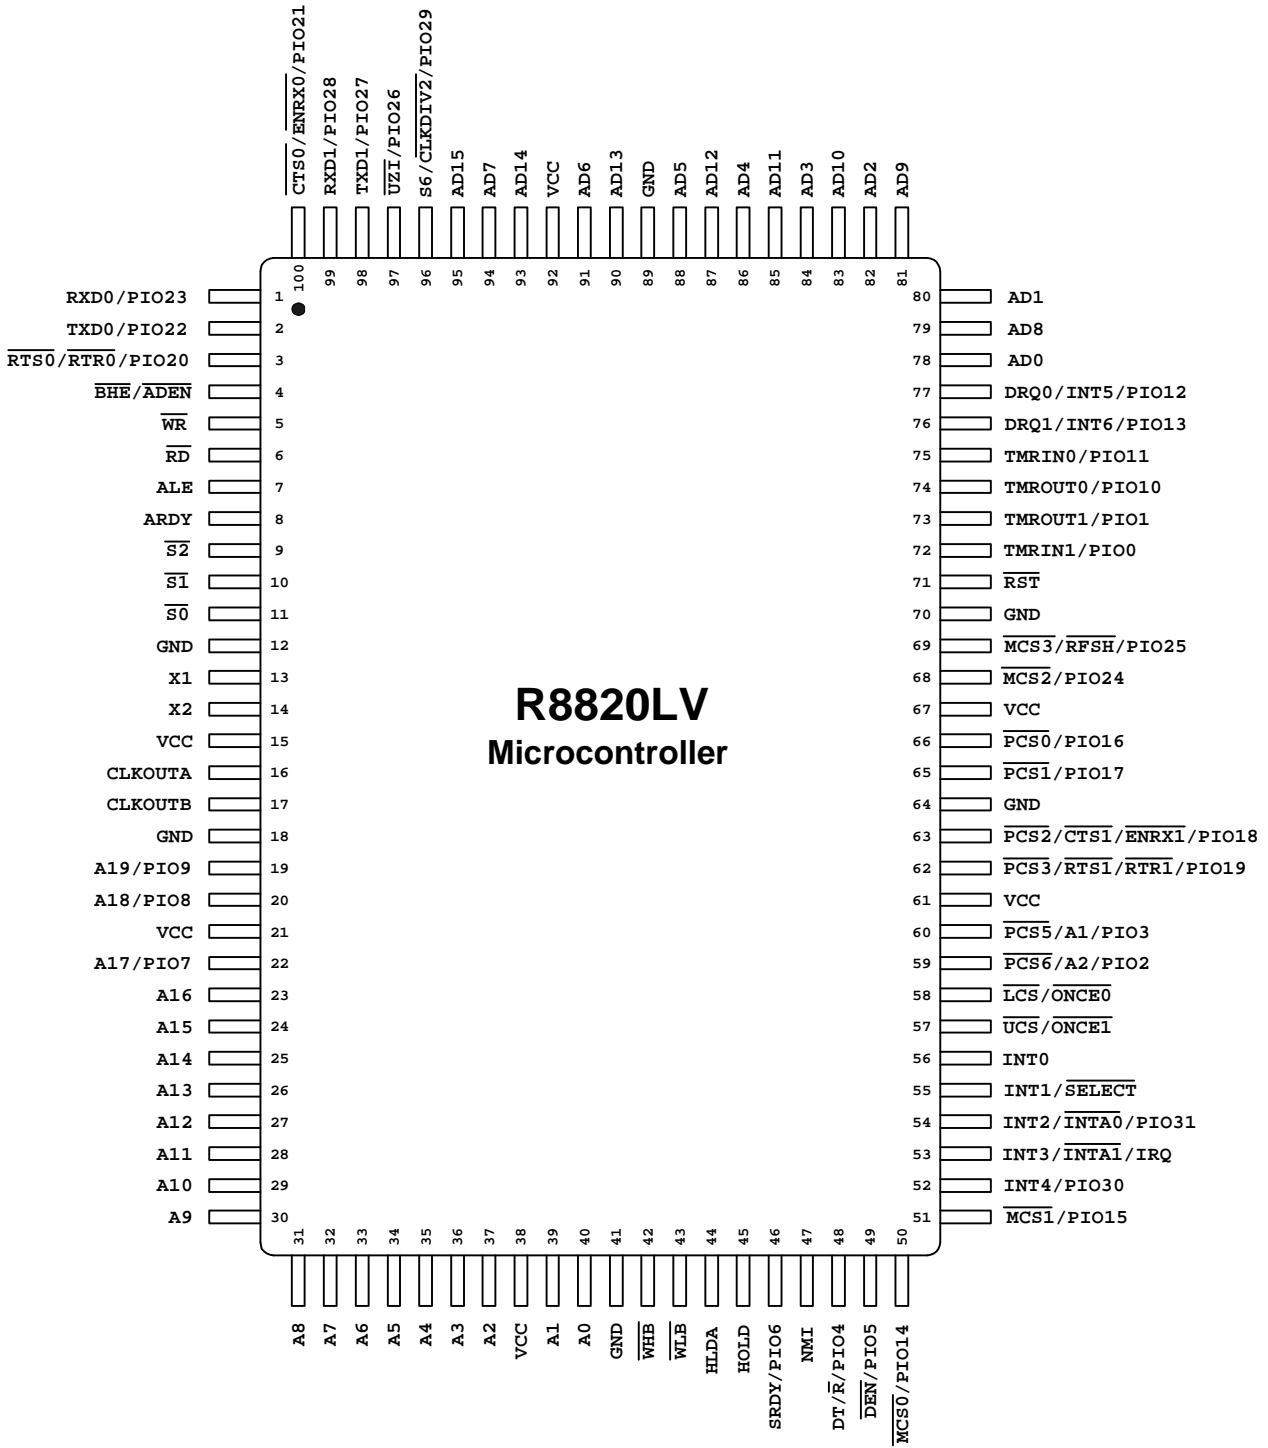 CTS0/ENRX0/PIO21
RXD1/PIO28
TXD1/PIO27
UZI/PIO26
S6/CLKDIV2/PIO29
AD15
AD7
AD14
VCC
AD6
AD13
GND
AD5
AD12
AD4
AD11
AD3
AD10
AD2
AD9
100 99 98 97 96 95 94 93 92 91 90 89 88 87 86 85 84 83 82 81
RXD0/PIO23 1 80 AD1
TXD0/PIO22 2 79 AD8
RTS0/RTR0/PIO20 3 78 AD0
BHE/ADEN 4 77 DRQ0/INT5/PIO12
WR 5 76 DRQ1/INT6/PIO13
RD 6 75 TMRIN0/PIO11
ALE 7 74 TMROUT0/PIO10
ARDY 8 73 TMROUT1/PIO1
S2 9 72 TMRIN1/PIO0
S1 10 71 RST
S0 11 70 GND
GND 12 69 MCS3/RFSH/PIO25
X1 13 68 MCS2/PIO24
X2 14 67 VCC
R8820LV
VCC 15 66 PCS0/PIO16
Microcontroller
CLKOUTA 16 65 PCS1/PIO17
CLKOUTB 17 64 GND
GND 18 63 PCS2/CTS1/ENRX1/PIO18
A19/PIO9 19 62 PCS3/RTS1/RTR1/PIO19
A18/PIO8 20 61 VCC
VCC 21 60 PCS5/A1/PIO3
A17/PIO7 22 59 PCS6/A2/PIO2
A16 23 58 LCS/ONCE0
A15 24 57 UCS/ONCE1
A14 25 56 INT0
A13 26 55 INT1/SELECT
A12 27 54 INT2/INTA0/PIO31
A11 28 53 INT3/INTA1/IRQ
A10 29 52 INT4/PIO30
A9 30 51 MCS1/PIO15
31 32 33 34 35 36 37 38 39 40 41 42 43 44 45 46 47 48 49 50
A8
A7
A6
A5
A4
A3
A2
VCC
A1
A0
GND
WHB
WLB
HLDA
HOLD
SRDY/PIO6
NMI
DT/R/PIO4
DEN/PIO5
MCS0/PIO14